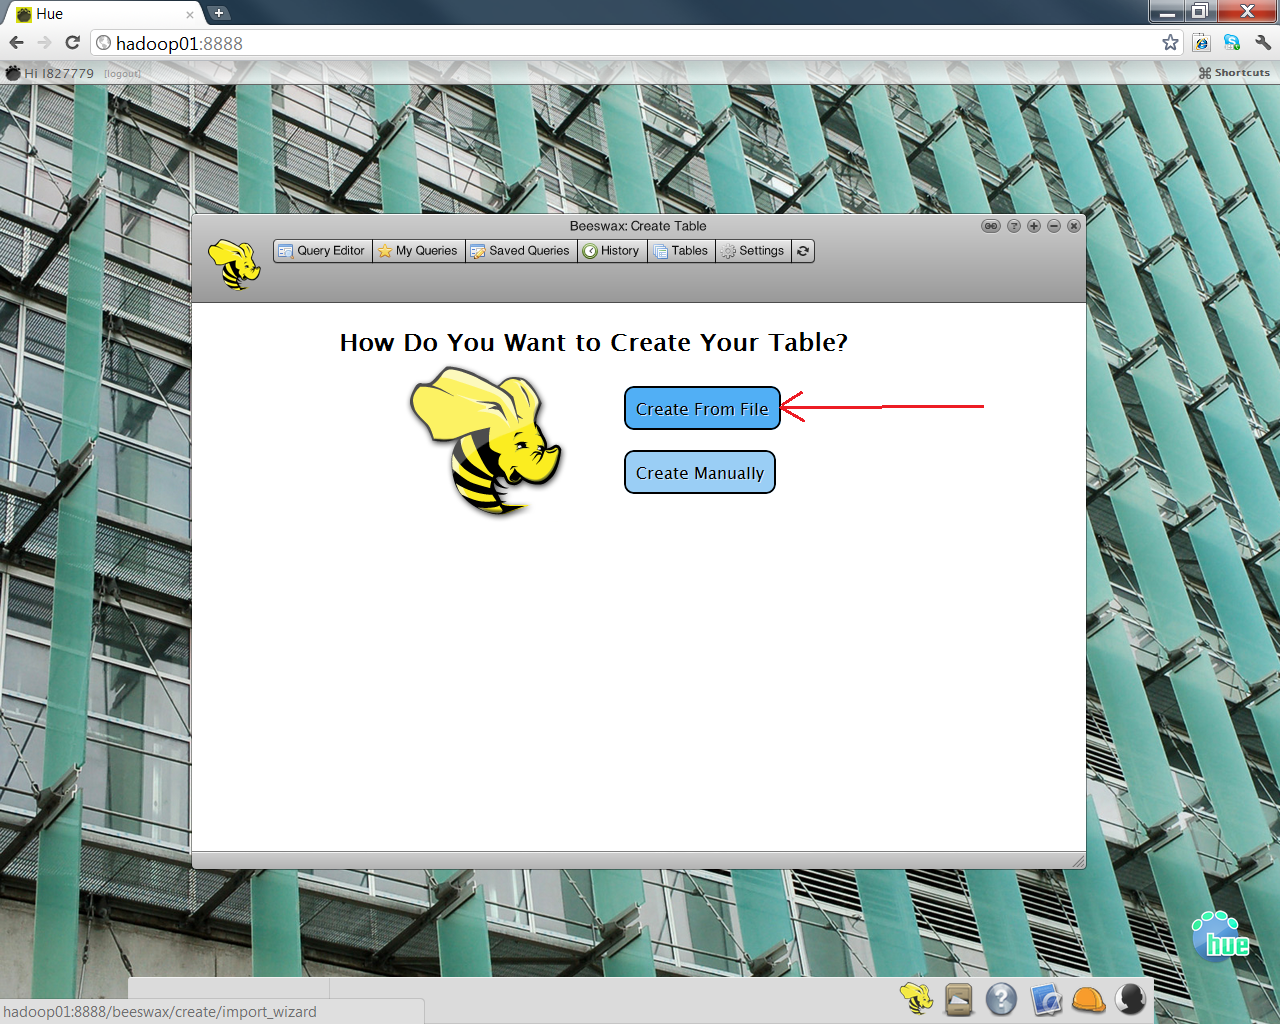 Hue
hadoop01:8888
Hi I827779 [logout]
Shortcuts
Beeswax: Create Table
Query Editor My Queries Saved Queries History Tables Settings
How Do You Want to Create Your Table?
Create From File
Create Manually
hue
hadoop01:8888/beeswax/create/import_wizard